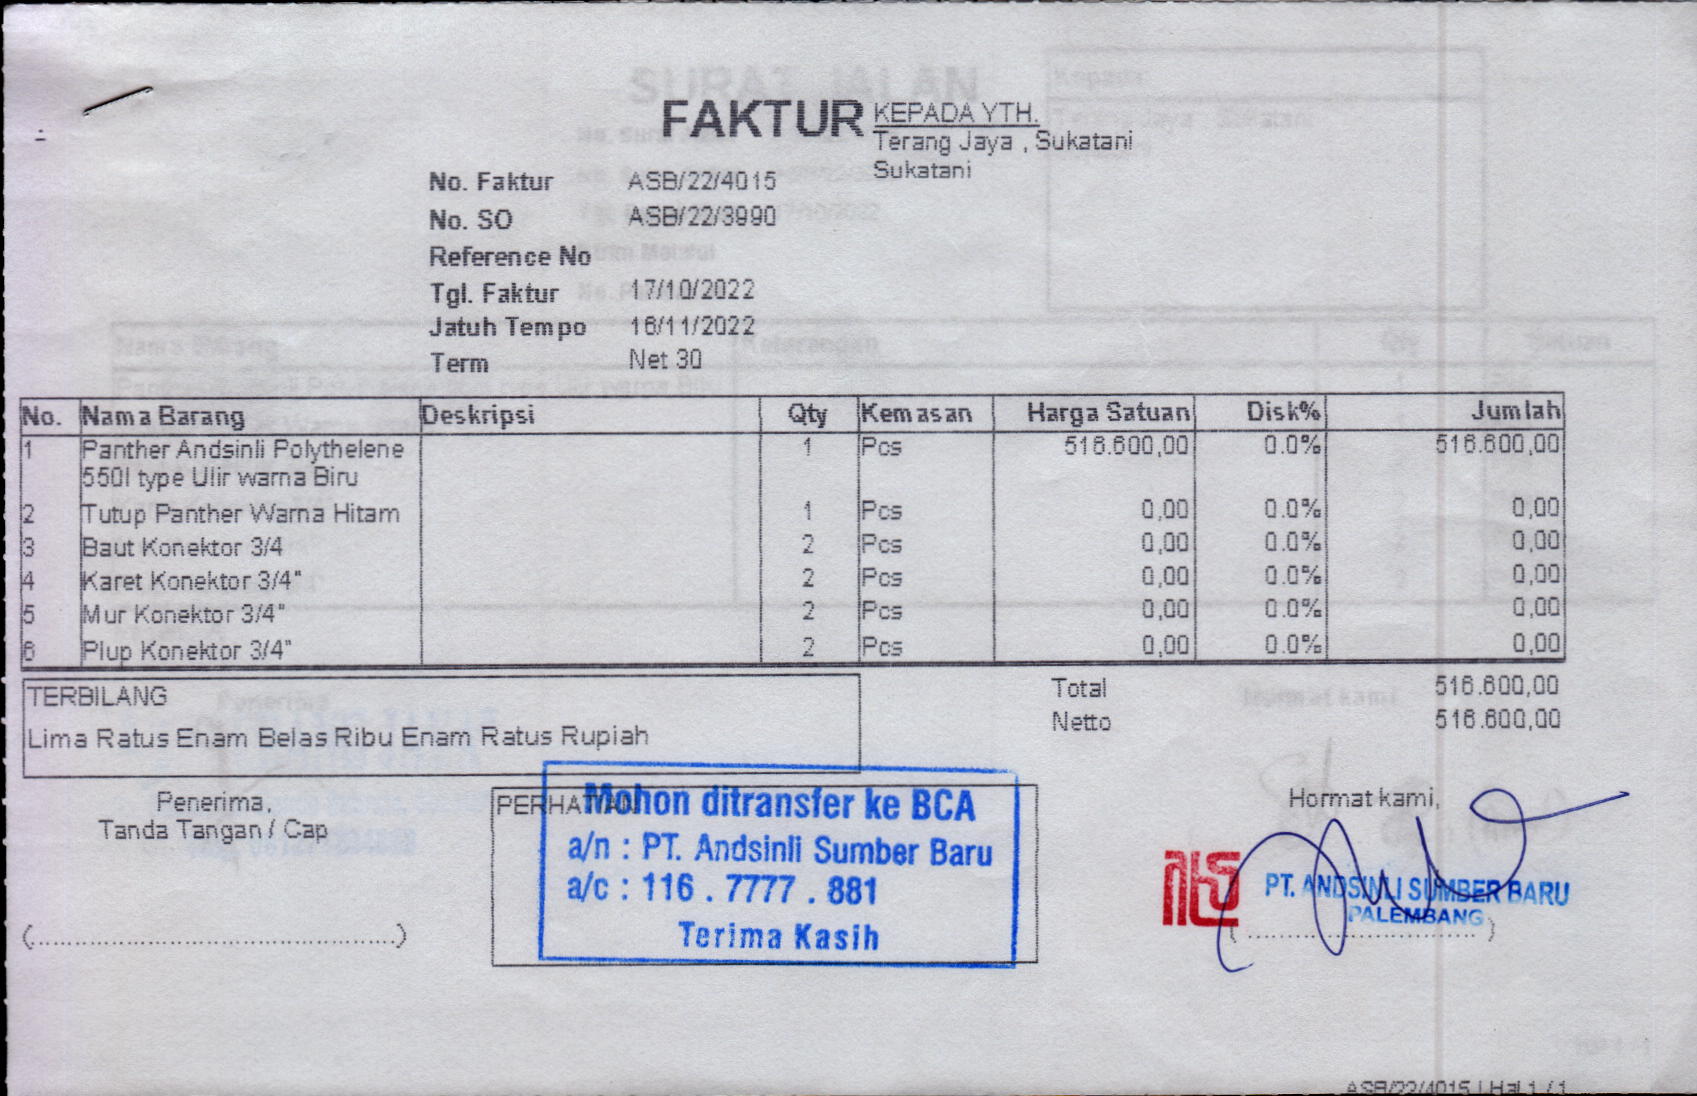 FAKTUR
KEPADA YTH.
Terang Jaya , Sukatani
Sukatani
No. Faktur ASB/22/4015
No. SO ASB/22/3990
Reference No
Tgl. Faktur 17/10/2022
Jatuh Tempo 16/11/2022
Term Net 30
No. Nama Barang Deskripsi Qty Kemasan Harga Satuan Disk% Jumlah
1 Panther Andsinli Polythelene 1 Pcs 516.600,00 0.0% 516.600,00
550l type Ulir warna Biru
2 Tutup Panther Warna Hitam 1 Pcs 0,00 0.0% 0,00
3 Baut Konektor 3/4 2 Pcs 0,00 0.0% 0,00
4 Karet Konektor 3/4" 2 Pcs 0,00 0.0% 0,00
5 Mur Konektor 3/4" 2 Pcs 0,00 0.0% 0,00
6 Plup Konektor 3/4" 2 Pcs 0,00 0.0% 0,00
TERBILANG
Lima Ratus Enam Belas Ribu Enam Ratus Rupiah
Total 516.600,00
Netto 516.600,00
Penerima,
Tanda Tangan / Cap
(................................................)
PERHATIAN
Mohon ditransfer ke BCA
a/n : PT. Andsinli Sumber Baru
a/c : 116 . 7777 . 881
Terima Kasih
Hormat kami,
PT. ANDSINLI SUMBER BARU
PALEMBANG
(................................)
ASB/22/4015 | Hal 1 / 1